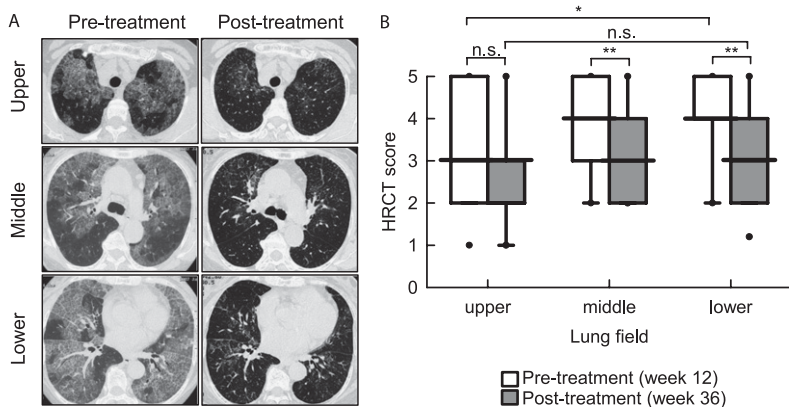 A
Pre-treatment Post-treatment
Upper
Middle
Lower
B
*
n.s.
n.s.
**
**
HRCT score
5
4
3
2
1
0
upper middle lower
Lung field
Pre-treatment (week 12)
Post-treatment (week 36)